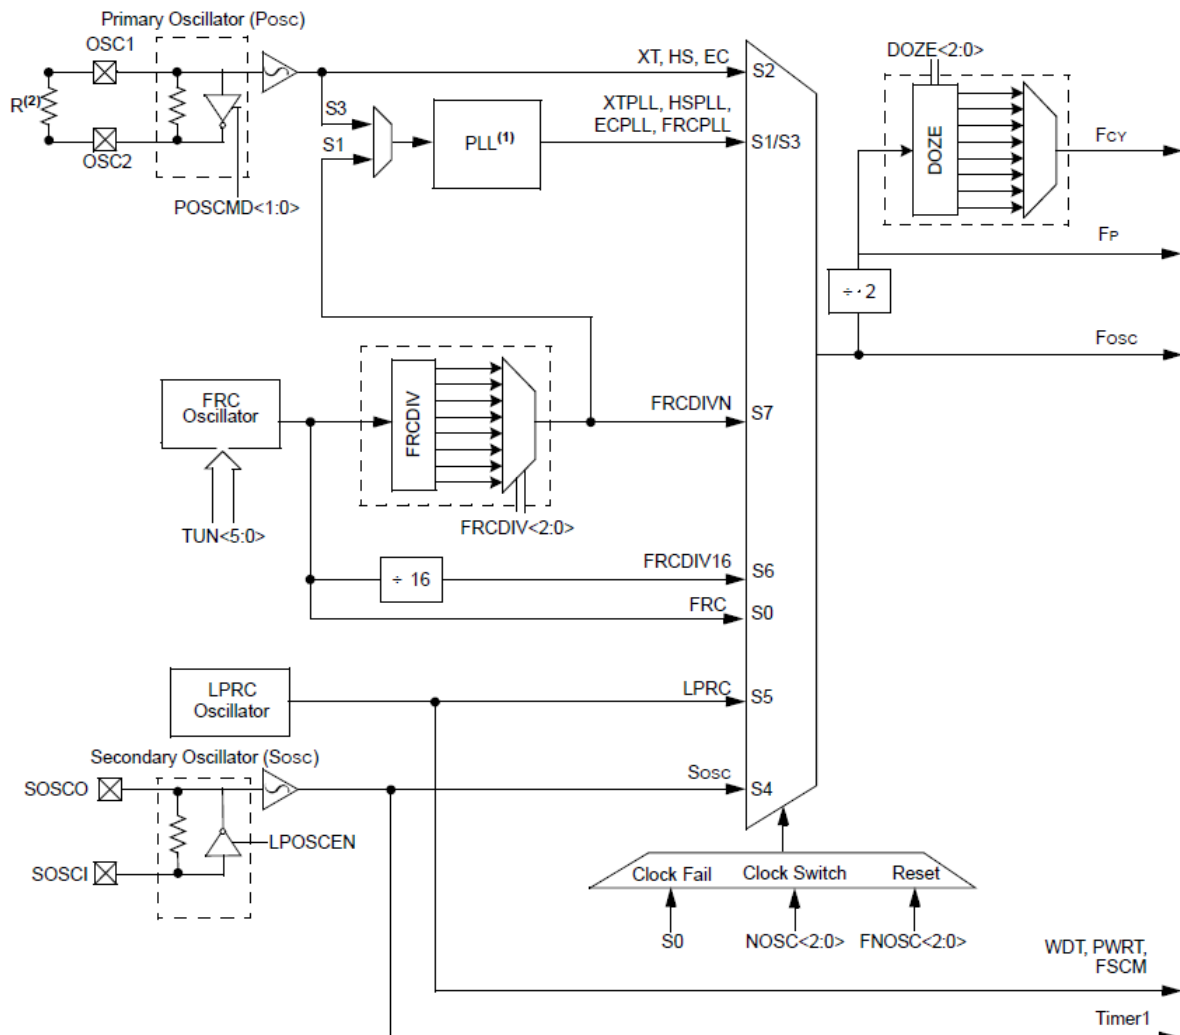 Primary Oscillator (Posc)
OSC1
R(2)
OSC2
POSCMD<1:0>
S3
S1
PLL(1)
XT, HS, EC
XTPLL, HSPLL,
ECPLL, FRCPLL
S2
S1/S3
DOZE<2:0>
DOZE
FCY
FP
÷ · 2
FOSC
FRC
Oscillator
TUN<5:0>
FRCDIV
FRCDIV<2:0>
FRCDIVN
S7
÷ 16
FRCDIV16
S6
FRC
S0
LPRC
Oscillator
LPRC
S5
Secondary Oscillator (Sosc)
SOSCO
SOSCI
LPOSCEN
Sosc
S4
Clock Fail
Clock Switch
Reset
S0
NOSC<2:0>
FNOSC<2:0>
WDT, PWRT,
FSCM
Timer1